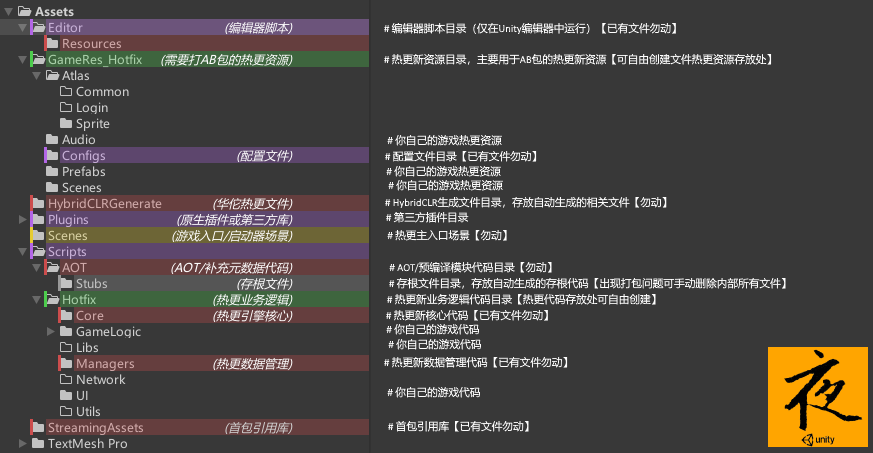 Assets
Editor (编辑器脚本) # 编辑器脚本目录（仅在Unity编辑器中运行）【已有文件勿动】
Resources
GameRes_Hotfix (需要打AB包的热更资源) # 热更新资源目录，主要用于AB包的热更新资源【可自由创建文件热更资源存放处】
Atlas
Common
Login
Sprite
Audio # 你自己的游戏热更资源
Configs (配置文件) # 配置文件目录【已有文件勿动】
Prefabs # 你自己的游戏热更资源
Scenes # 你自己的游戏热更资源
HybridCLRGenerate (华佗热更文件) # HybridCLR生成文件目录，存放自动生成的相关文件【勿动】
Plugins (原生插件或第三方库) # 第三方插件目录
Scenes (游戏入口/启动器场景) # 热更主入口场景【勿动】
Scripts
AOT (AOT/补充元数据代码) # AOT/预编译模块代码目录【勿动】
Stubs (存根文件) # 存根文件目录，存放自动生成的存根代码【出现打包问题可手动删除内部所有文件】
Hotfix (热更业务逻辑) # 热更新业务逻辑代码目录【热更代码存放处可自由创建】
Core (热更引擎核心) # 热更新核心代码【已有文件勿动】
GameLogic # 你自己的游戏代码
Libs # 你自己的游戏代码
Managers (热更数据管理) # 热更新数据管理代码【已有文件勿动】
Network
UI # 你自己的游戏代码
Utils
StreamingAssets (首包引用库) # 首包引用库【已有文件勿动】
TextMesh Pro
夜
unity